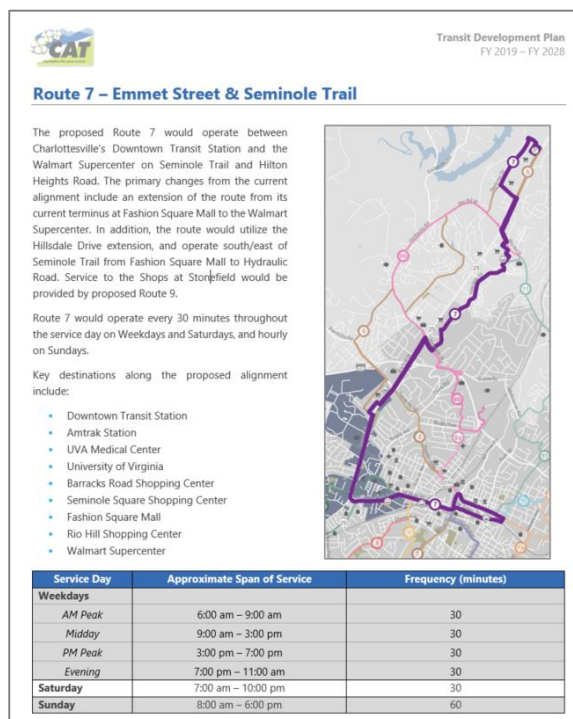 CAT
Transit Development Plan
FY 2019 – FY 2028
Route 7 – Emmet Street & Seminole Trail
The proposed Route 7 would operate between
Charlottesville's Downtown Transit Station and the
Walmart Supercenter on Seminole Trail and Hilton
Heights Road. The primary changes from the current
alignment include an extension of the route from its
current terminus at Fashion Square Mall to the Walmart
Supercenter. In addition, the route would utilize the
Hillsdale Drive extension, and operate south/east of
Seminole Trail from Fashion Square Mall to Hydraulic
Road. Service to the Shops at Stonefield would be
provided by proposed Route 9.
Route 7 would operate every 30 minutes throughout
the service day on Weekdays and Saturdays, and hourly
on Sundays.
Key destinations along the proposed alignment
include:
Downtown Transit Station
Amtrak Station
UVA Medical Center
University of Virginia
Barracks Road Shopping Center
Seminole Square Shopping Center
Fashion Square Mall
Rio Hill Shopping Center
Walmart Supercenter
7
7
7
Service Day Approximate Span of Service Frequency (minutes)
Weekdays
AM Peak 6:00 am – 9:00 am 30
Midday 9:00 am – 3:00 pm 30
PM Peak 3:00 pm – 7:00 pm 30
Evening 7:00 pm – 11:00 am 30
Saturday 7:00 am – 10:00 pm 30
Sunday 8:00 am – 6:00 pm 60